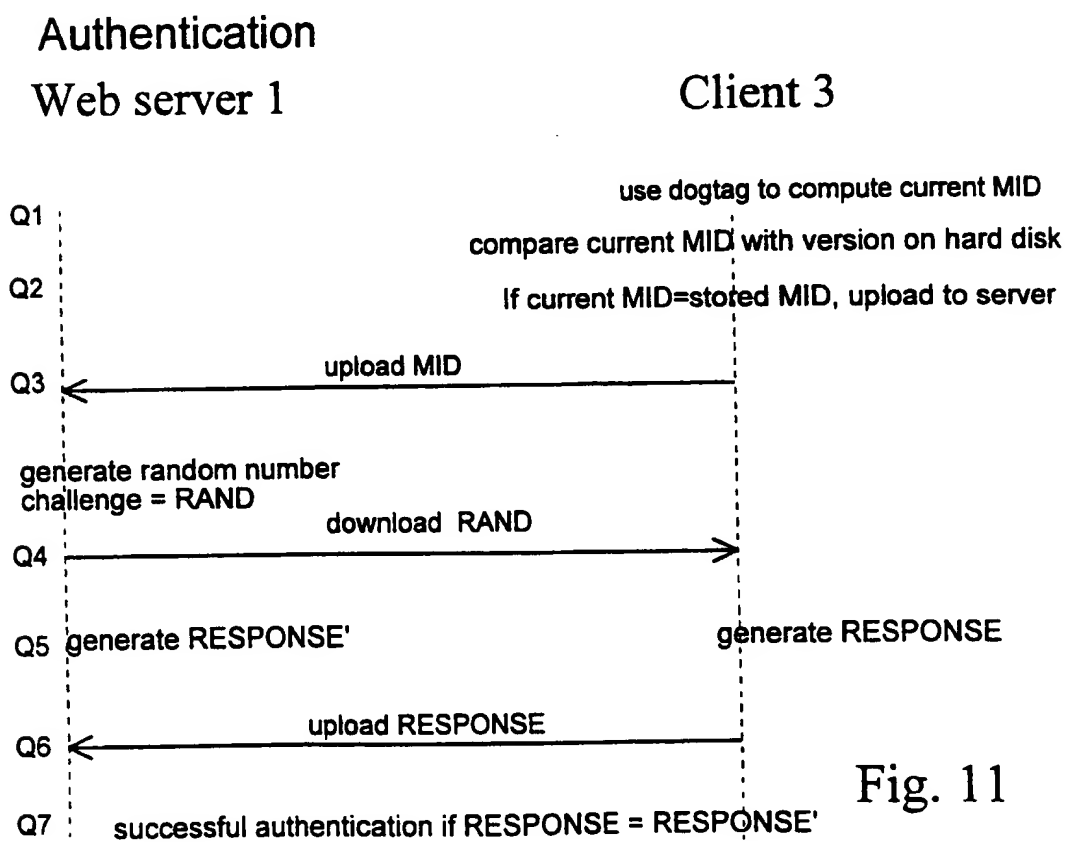 Authentication
Web server 1
Client 3
use dogtag to compute current MID
Q1
compare current MID with version on hard disk
Q2
If current MID=stored MID, upload to server
upload MID
Q3
generate random number
challenge = RAND
download RAND
Q4
Q5 generate RESPONSE'
generate RESPONSE
upload RESPONSE
Q6
Fig. 11
Q7 successful authentication if RESPONSE = RESPONSE'